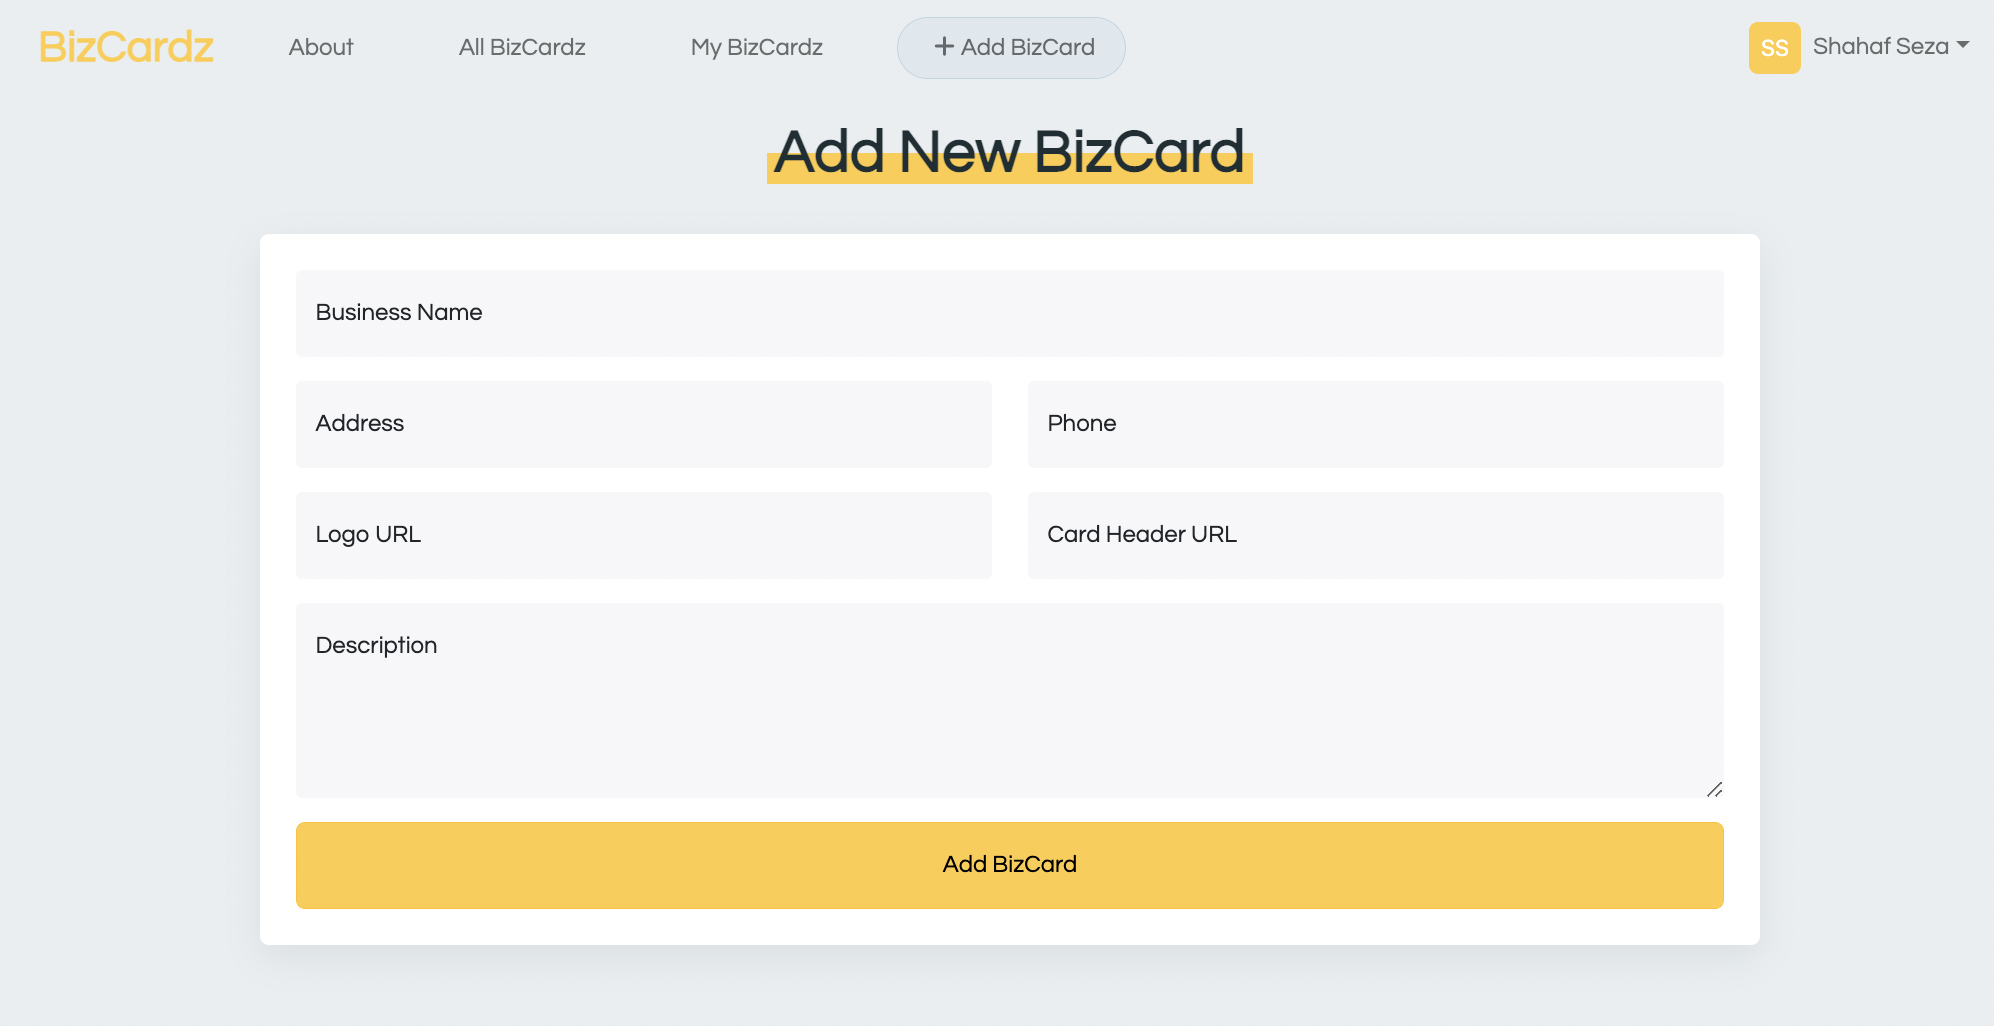 BizCardz
About
All BizCardz
My BizCardz
+ Add BizCard
SS
Shahaf Seza
Add New BizCard
Business Name
Address
Phone
Logo URL
Card Header URL
Description
Add BizCard